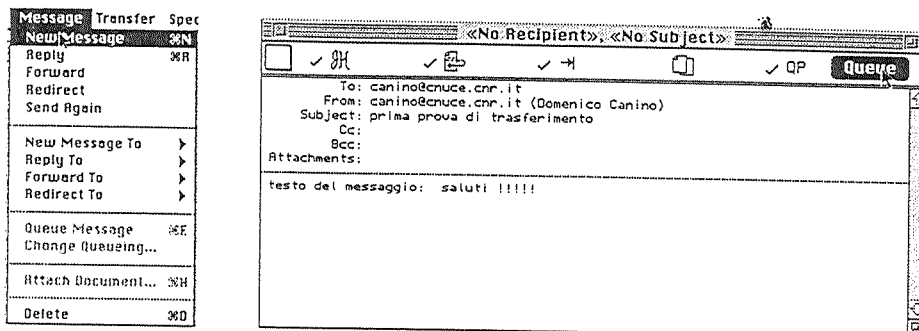 Message Transfer Spec
New Message ⌘N
Reply ⌘R
Forward
Redirect
Send Again
New Message To
Reply To
Forward To
Redirect To
Queue Message ⌘E
Change Queueing...
Attach Document... ⌘H
Delete ⌘D
«No Recipient», «No Subject»
QP Queue
To: canino@cnuce.cnr.it
From: canino@cnuce.cnr.it (Domenico Canino)
Subject: prima prova di trasferimento
Cc:
Bcc:
Attachments:
testo del messaggio: saluti !!!!!